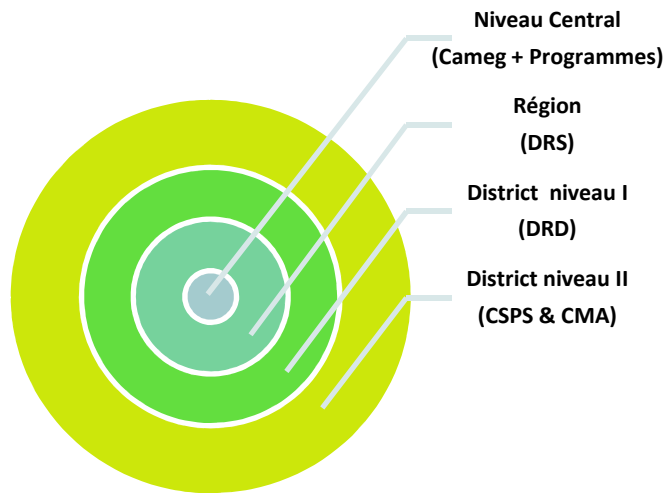 Niveau Central
(Cameg + Programmes)
Région
(DRS)
District  niveau I
(DRD)
District niveau II
(CSPS & CMA)